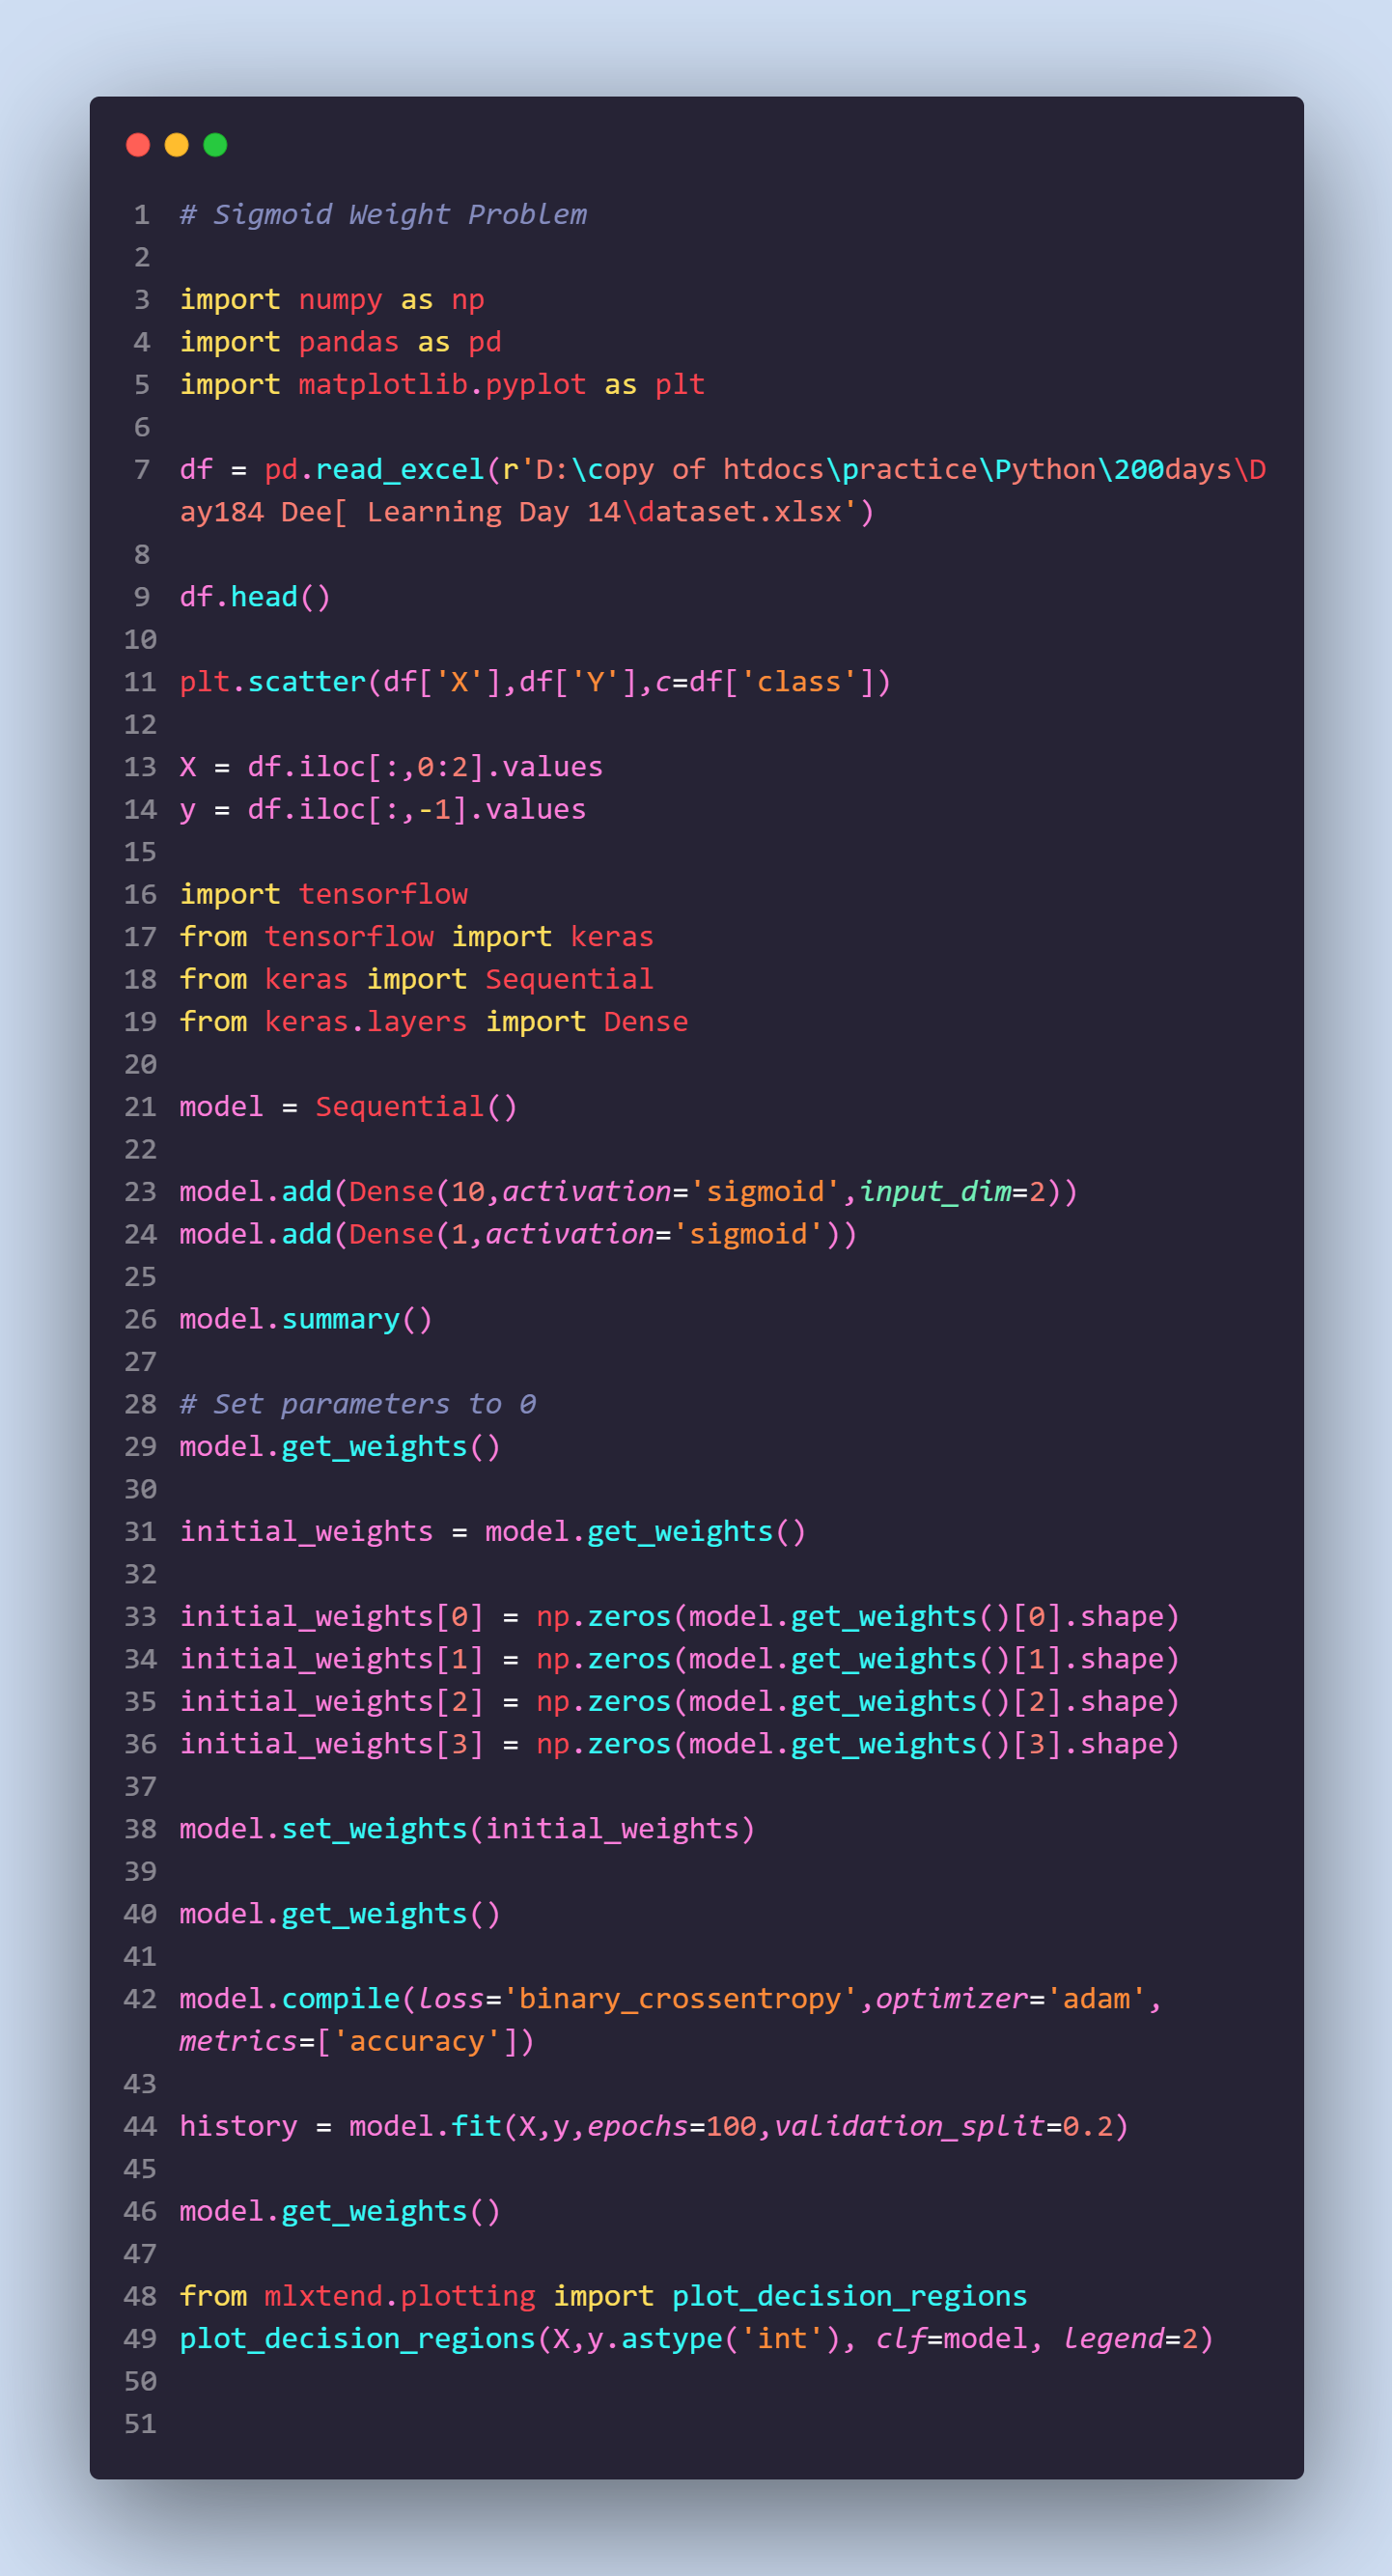 1 # Sigmoid Weight Problem
2
3 import numpy as np
4 import pandas as pd
5 import matplotlib.pyplot as plt
6
7 df = pd.read_excel(r'D:\copy of htdocs\practice\Python\200days\D
ay184 Dee[ Learning Day 14\dataset.xlsx')
8
9 df.head()
10
11 plt.scatter(df['X'],df['Y'],c=df['class'])
12
13 X = df.iloc[:,0:2].values
14 y = df.iloc[:,-1].values
15
16 import tensorflow
17 from tensorflow import keras
18 from keras import Sequential
19 from keras.layers import Dense
20
21 model = Sequential()
22
23 model.add(Dense(10,activation='sigmoid',input_dim=2))
24 model.add(Dense(1,activation='sigmoid'))
25
26 model.summary()
27
28 # Set parameters to 0
29 model.get_weights()
30
31 initial_weights = model.get_weights()
32
33 initial_weights[0] = np.zeros(model.get_weights()[0].shape)
34 initial_weights[1] = np.zeros(model.get_weights()[1].shape)
35 initial_weights[2] = np.zeros(model.get_weights()[2].shape)
36 initial_weights[3] = np.zeros(model.get_weights()[3].shape)
37
38 model.set_weights(initial_weights)
39
40 model.get_weights()
41
42 model.compile(loss='binary_crossentropy',optimizer='adam',
metrics=['accuracy'])
43
44 history = model.fit(X,y,epochs=100,validation_split=0.2)
45
46 model.get_weights()
47
48 from mlxtend.plotting import plot_decision_regions
49 plot_decision_regions(X,y.astype('int'), clf=model, legend=2)
50
51